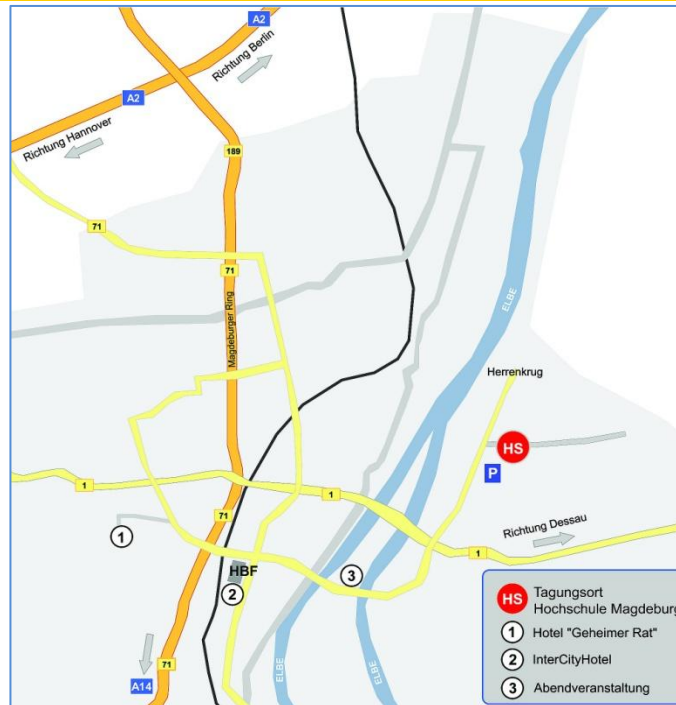 A2
Richtung Berlin
A2
Richtung Hannover
189
71
71
Magdeburger Ring
ELBE
Herrenkrug
HS
P
1
1
71
Richtung Dessau
1
1
HBF
2
3
71
A14
ELBE
ELBE
HS Tagungsort
Hochschule Magdeburg
1 Hotel "Geheimer Rat"
2 InterCityHotel
3 Abendveranstaltung